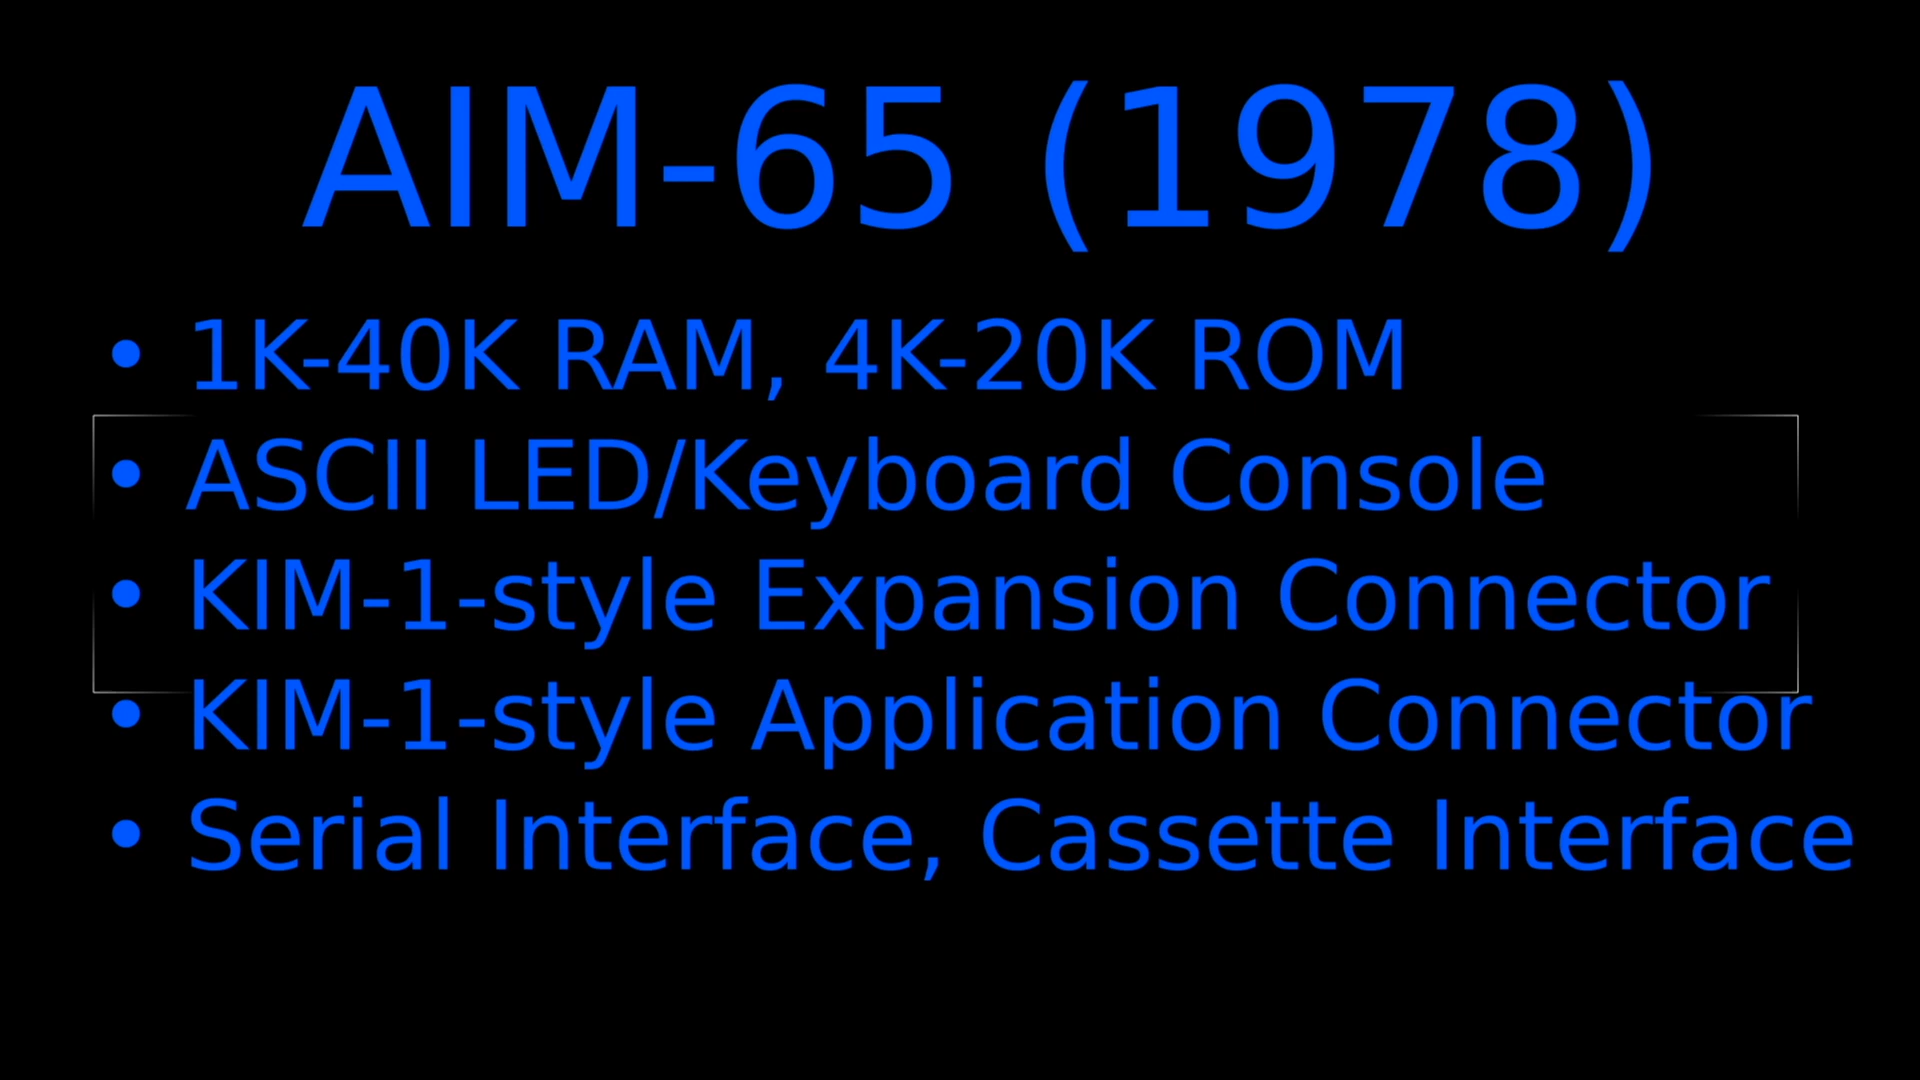 AIM-65 (1978)
• 1K-40K RAM, 4K-20K ROM
• ASCII LED/Keyboard Console
• KIM-1-style Expansion Connector
• KIM-1-style Application Connector
• Serial Interface, Cassette Interface